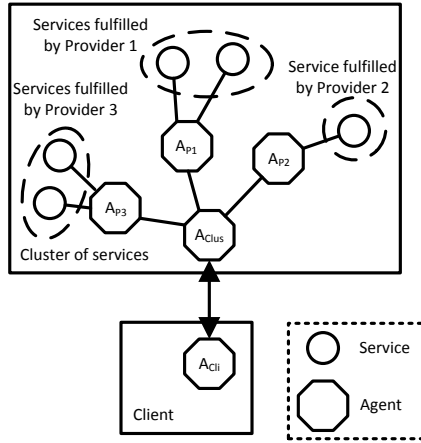 Services fulfilled
by Provider 1
Services fulfilled
by Provider 3
Service fulfilled
by Provider 2
AP1
AP2
AP3
AClus
Cluster of services
ACli
Client
Service
Agent